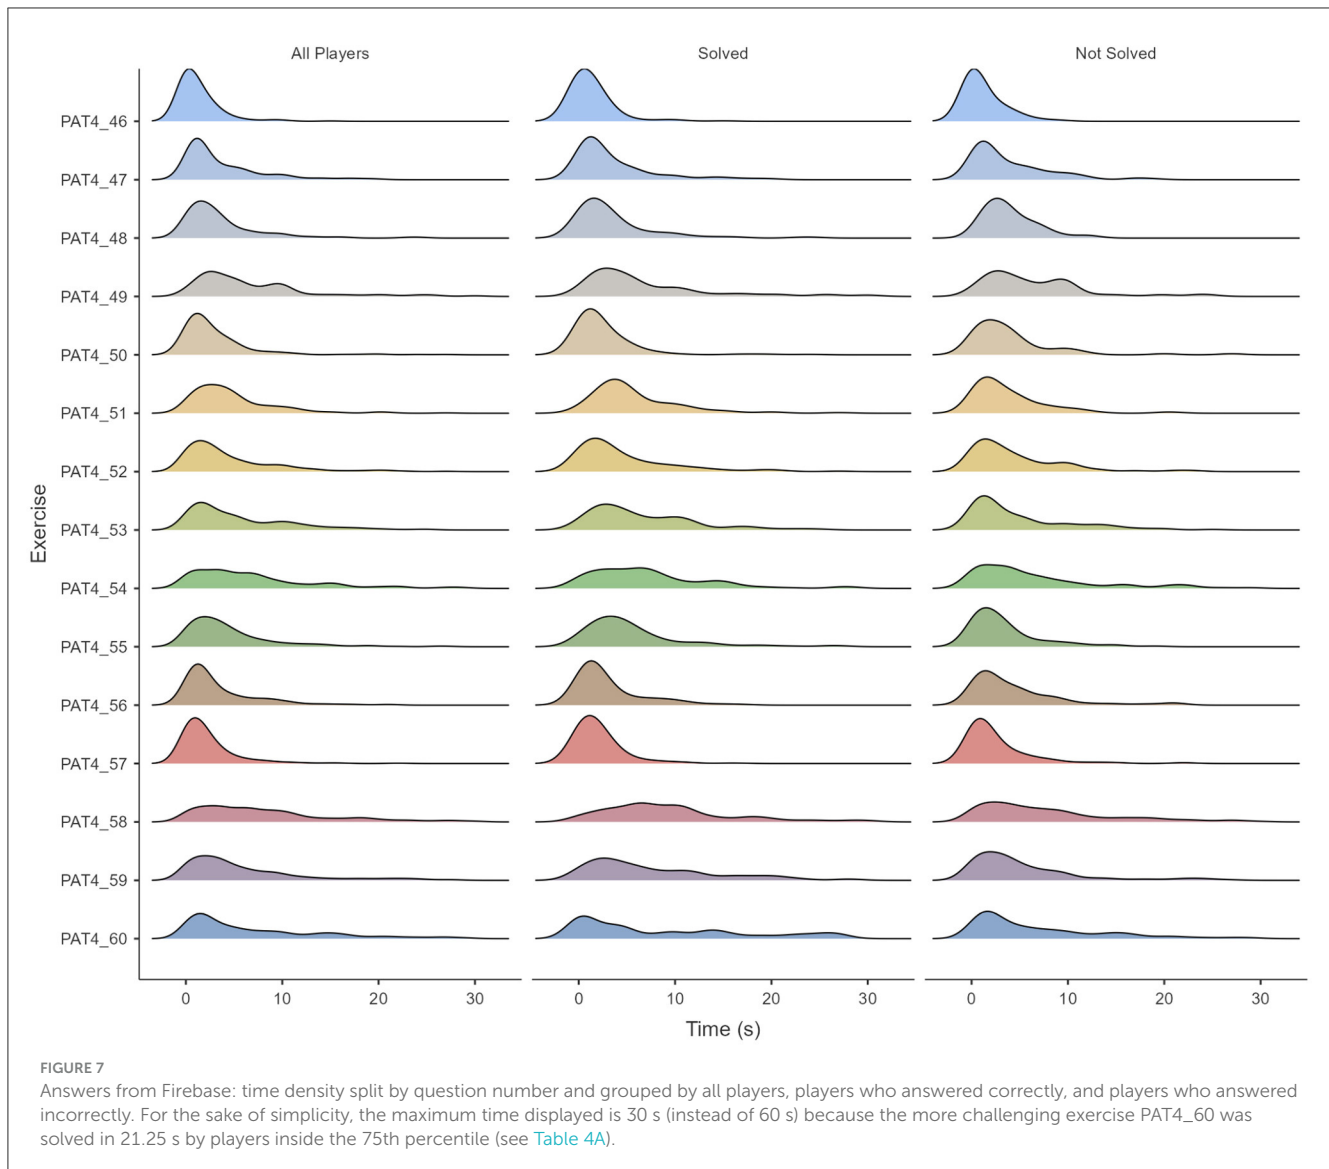 All Players
Solved
Not Solved
PAT4_46
PAT4_47
PAT4_48
PAT4_49
PAT4_50
PAT4_51
PAT4_52
PAT4_53
PAT4_54
PAT4_55
PAT4_56
PAT4_57
PAT4_58
PAT4_59
PAT4_60
Exercise
0 10 20 30
0 10 20 30
0 10 20 30
Time (s)
FIGURE 7
Answers from Firebase: time density split by question number and grouped by all players, players who answered correctly, and players who answered
incorrectly. For the sake of simplicity, the maximum time displayed is 30 s (instead of 60 s) because the more challenging exercise PAT4_60 was
solved in 21.25 s by players inside the 75th percentile (see Table 4A).